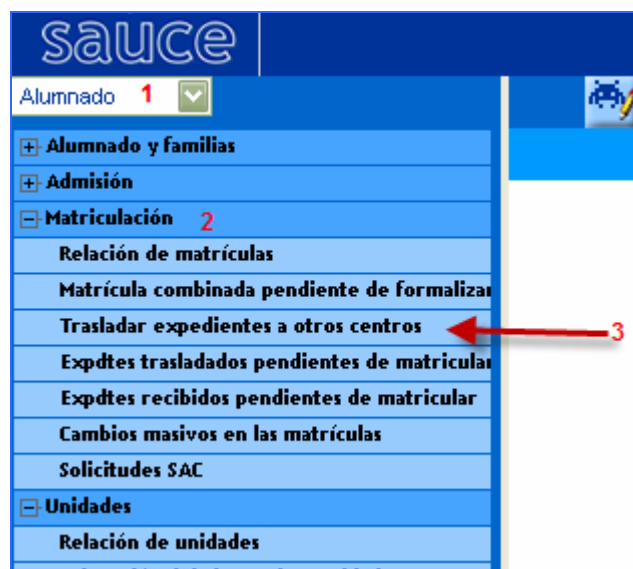 sauce
Alumnado 1
Alumnado y familias
Admisión
Matriculación 2
Relación de matrículas
Matrícula combinada pendiente de formalizar
Trasladar expedientes a otros centros 3
Expdtes trasladados pendientes de matricular
Expdtes recibidos pendientes de matricular
Cambios masivos en las matrículas
Solicitudes SAC
Unidades
Relación de unidades